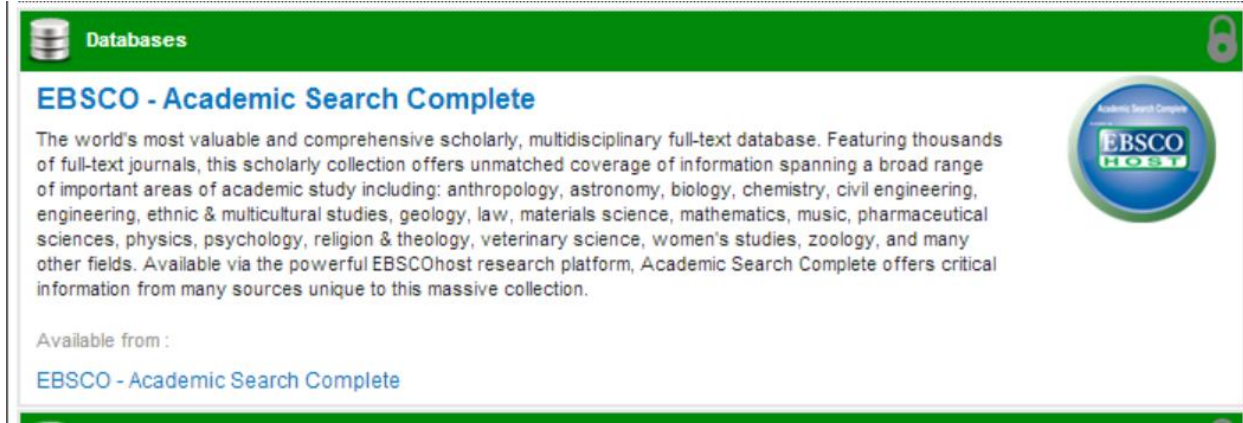 Databases
EBSCO - Academic Search Complete
The world's most valuable and comprehensive scholarly, multidisciplinary full-text database. Featuring thousands
of full-text journals, this scholarly collection offers unmatched coverage of information spanning a broad range
of important areas of academic study including: anthropology, astronomy, biology, chemistry, civil engineering,
engineering, ethnic & multicultural studies, geology, law, materials science, mathematics, music, pharmaceutical
sciences, physics, psychology, religion & theology, veterinary science, women's studies, zoology, and many
other fields. Available via the powerful EBSCOhost research platform, Academic Search Complete offers critical
information from many sources unique to this massive collection.
Academic Search Complete
EBSCO
HOST
Available from :
EBSCO - Academic Search Complete